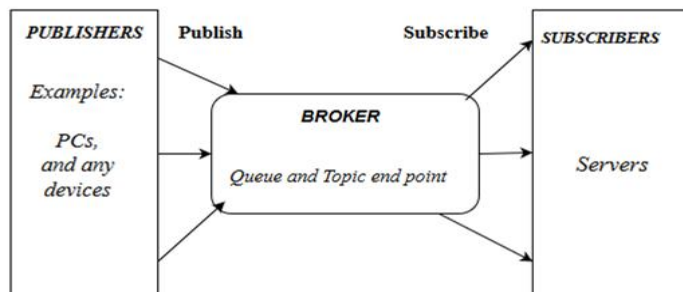 PUBLISHERS
Examples:
PCs,
and any
devices
Publish
BROKER
Queue and Topic end point
Subscribe
SUBSCRIBERS
Servers